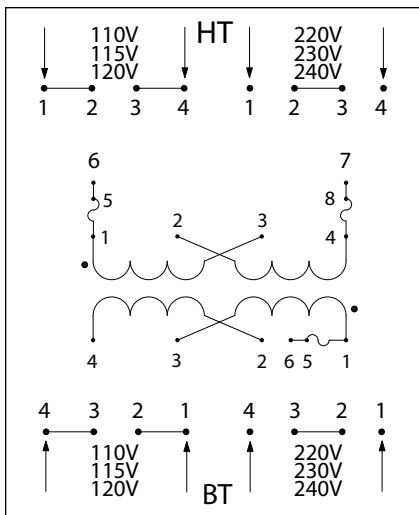 110V HT 220V
115V 230V
120V 240V
1 2 3 4 1 2 3 4
6 7
5 8
1 2 3 4
4 3 2 6 5 1
4 3 2 1 4 3 2 1
110V 220V
115V 230V
120V BT 240V